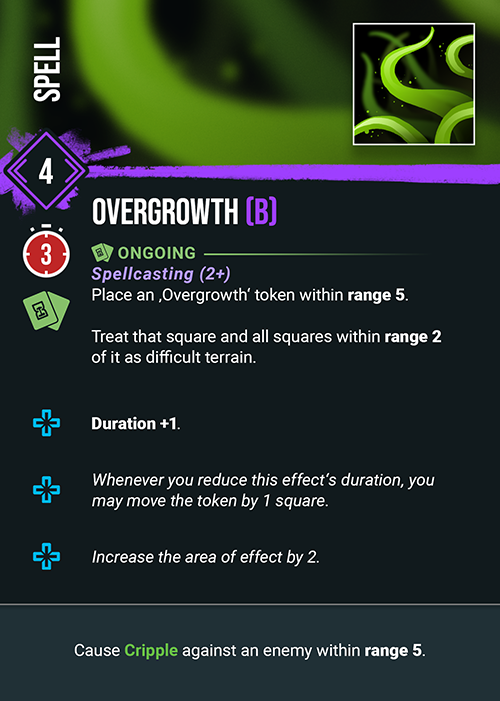 SPELL
4
OVERGROWTH (B)
3
ONGOING
Spellcasting (2+)
Place an ‚Overgrowth‘ token within range 5.
Treat that square and all squares within range 2
of it as difficult terrain.
Duration +1.
Whenever you reduce this effect‘s duration, you
may move the token by 1 square.
Increase the area of effect by 2.
Cause Cripple against an enemy within range 5.